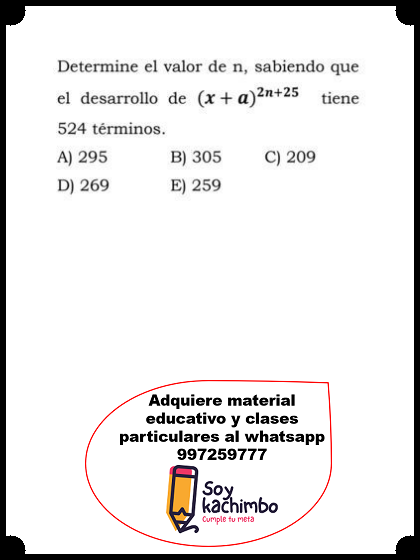 Determine el valor de n, sabiendo que
el desarrollo de (x + a)²ⁿ⁺²⁵ tiene
524 términos.
A) 295 B) 305 C) 209
D) 269 E) 259
Adquiere material
educativo y clases
particulares al whatsapp
997259777
Soy
kachimbo
Cumple tu meta